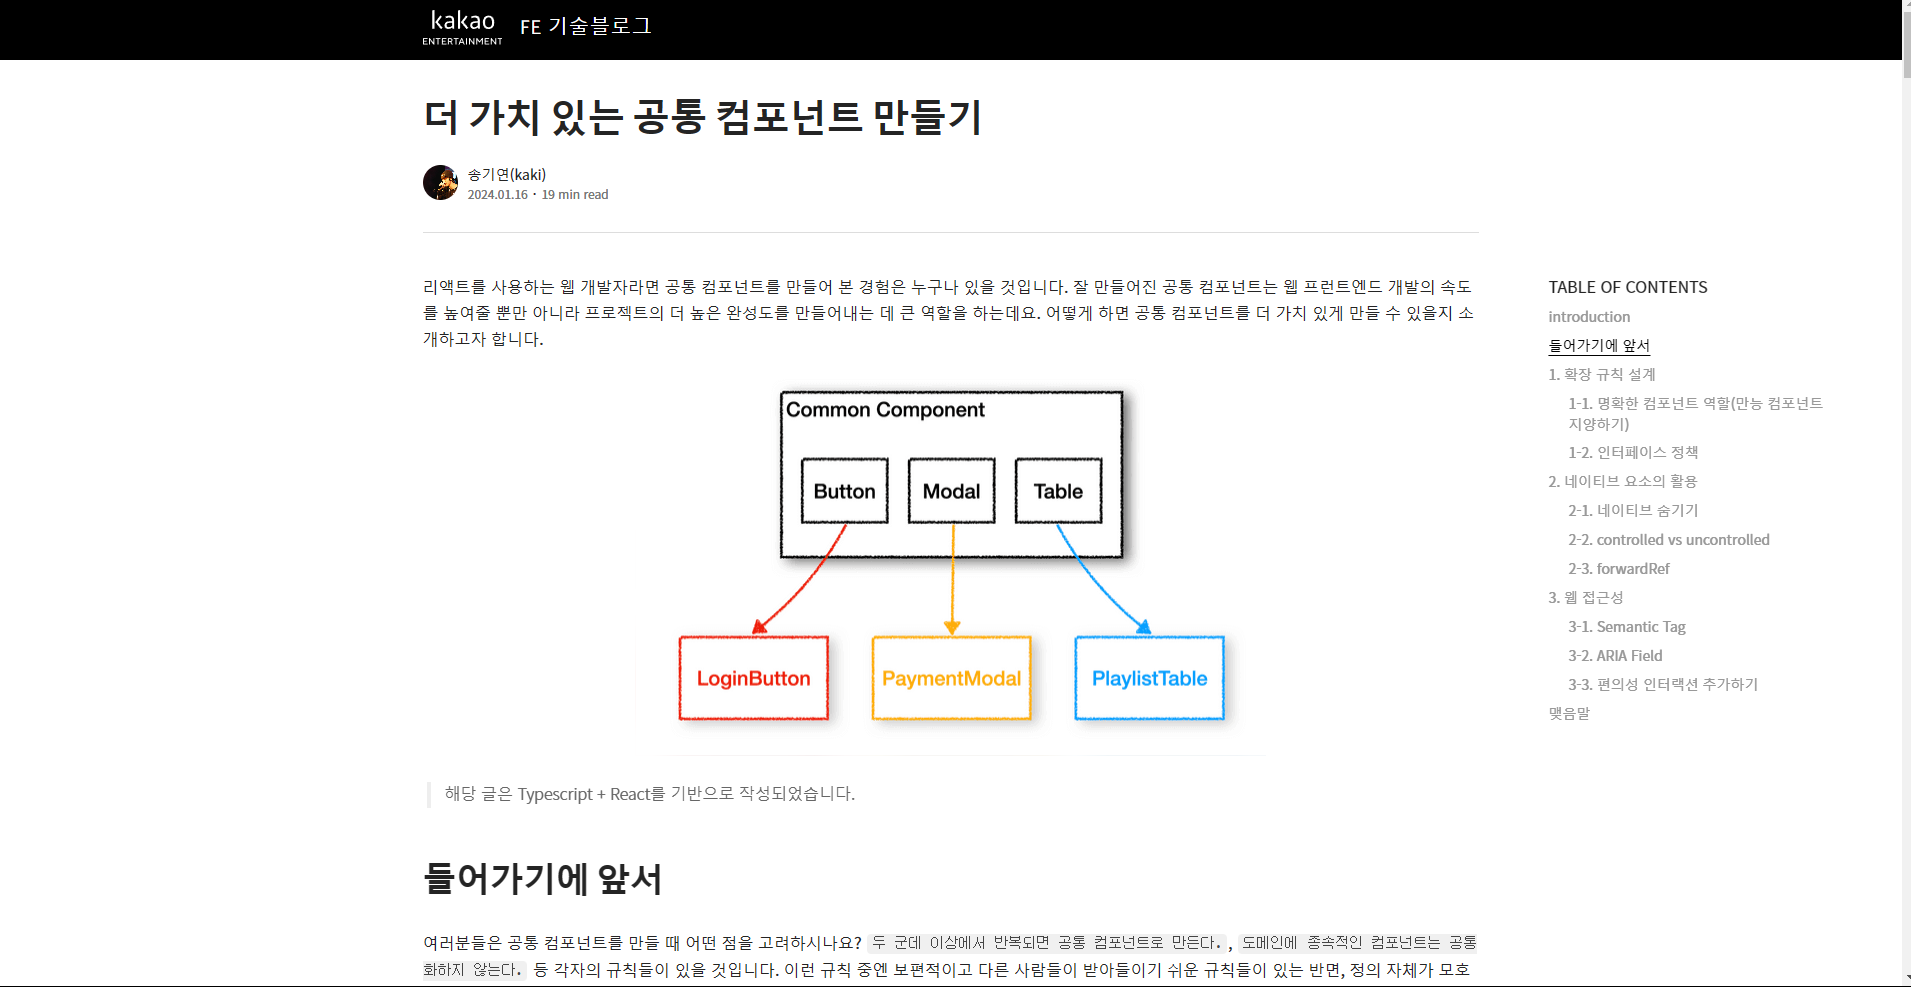 kakao
ENTERTAINMENT
FE 기술블로그
더 가치 있는 공통 컴포넌트 만들기
송기연(kaki)
2024.01.16 · 19 min read
리액트를 사용하는 웹 개발자라면 공통 컴포넌트를 만들어 본 경험은 누구나 있을 것입니다. 잘 만들어진 공통 컴포넌트는 웹 프런트엔드 개발의 속도
를 높여줄 뿐만 아니라 프로젝트의 더 높은 완성도를 만들어내는 데 큰 역할을 하는데요. 어떻게 하면 공통 컴포넌트를 더 가치 있게 만들 수 있을지 소
개하고자 합니다.
Common Component
Button Modal Table
LoginButton PaymentModal PlaylistTable
해당 글은 Typescript + React를 기반으로 작성되었습니다.
들어가기에 앞서
여러분들은 공통 컴포넌트를 만들 때 어떤 점을 고려하시나요? 두 군데 이상에서 반복되면 공통 컴포넌트로 만든다. , 도메인에 종속적인 컴포넌트는 공통
화하지 않는다. 등 각자의 규칙들이 있을 것입니다. 이런 규칙 중엔 보편적이고 다른 사람들이 받아들이기 쉬운 규칙들이 있는 반면, 정의 자체가 모호
TABLE OF CONTENTS
introduction
들어가기에 앞서
1. 확장 규칙 설계
1-1. 명확한 컴포넌트 역할(만능 컴포넌트
지양하기)
1-2. 인터페이스 정책
2. 네이티브 요소의 활용
2-1. 네이티브 숨기기
2-2. controlled vs uncontrolled
2-3. forwardRef
3. 웹 접근성
3-1. Semantic Tag
3-2. ARIA Field
3-3. 편의성 인터랙션 추가하기
맺음말